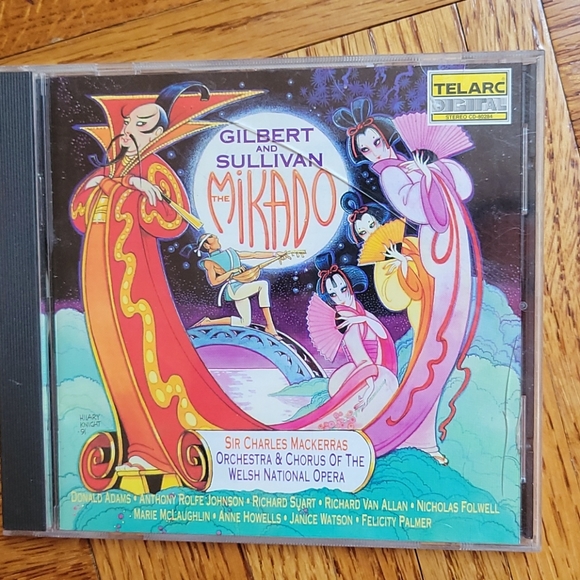 TELARC
DIGITAL
STEREO CD-80284
GILBERT
AND
SULLIVAN
THE
MIKADO
HILARY
KNIGHT
SIR CHARLES MACKERRAS
ORCHESTRA & CHORUS OF THE
WELSH NATIONAL OPERA
DONALD ADAMS • ANTHONY ROLFE JOHNSON • RICHARD SUART • RICHARD VAN ALLAN • NICHOLAS FOLWELL
MARIE MCLAUGHLIN • ANNE HOWELLS • JANICE WATSON • FELICITY PALMER